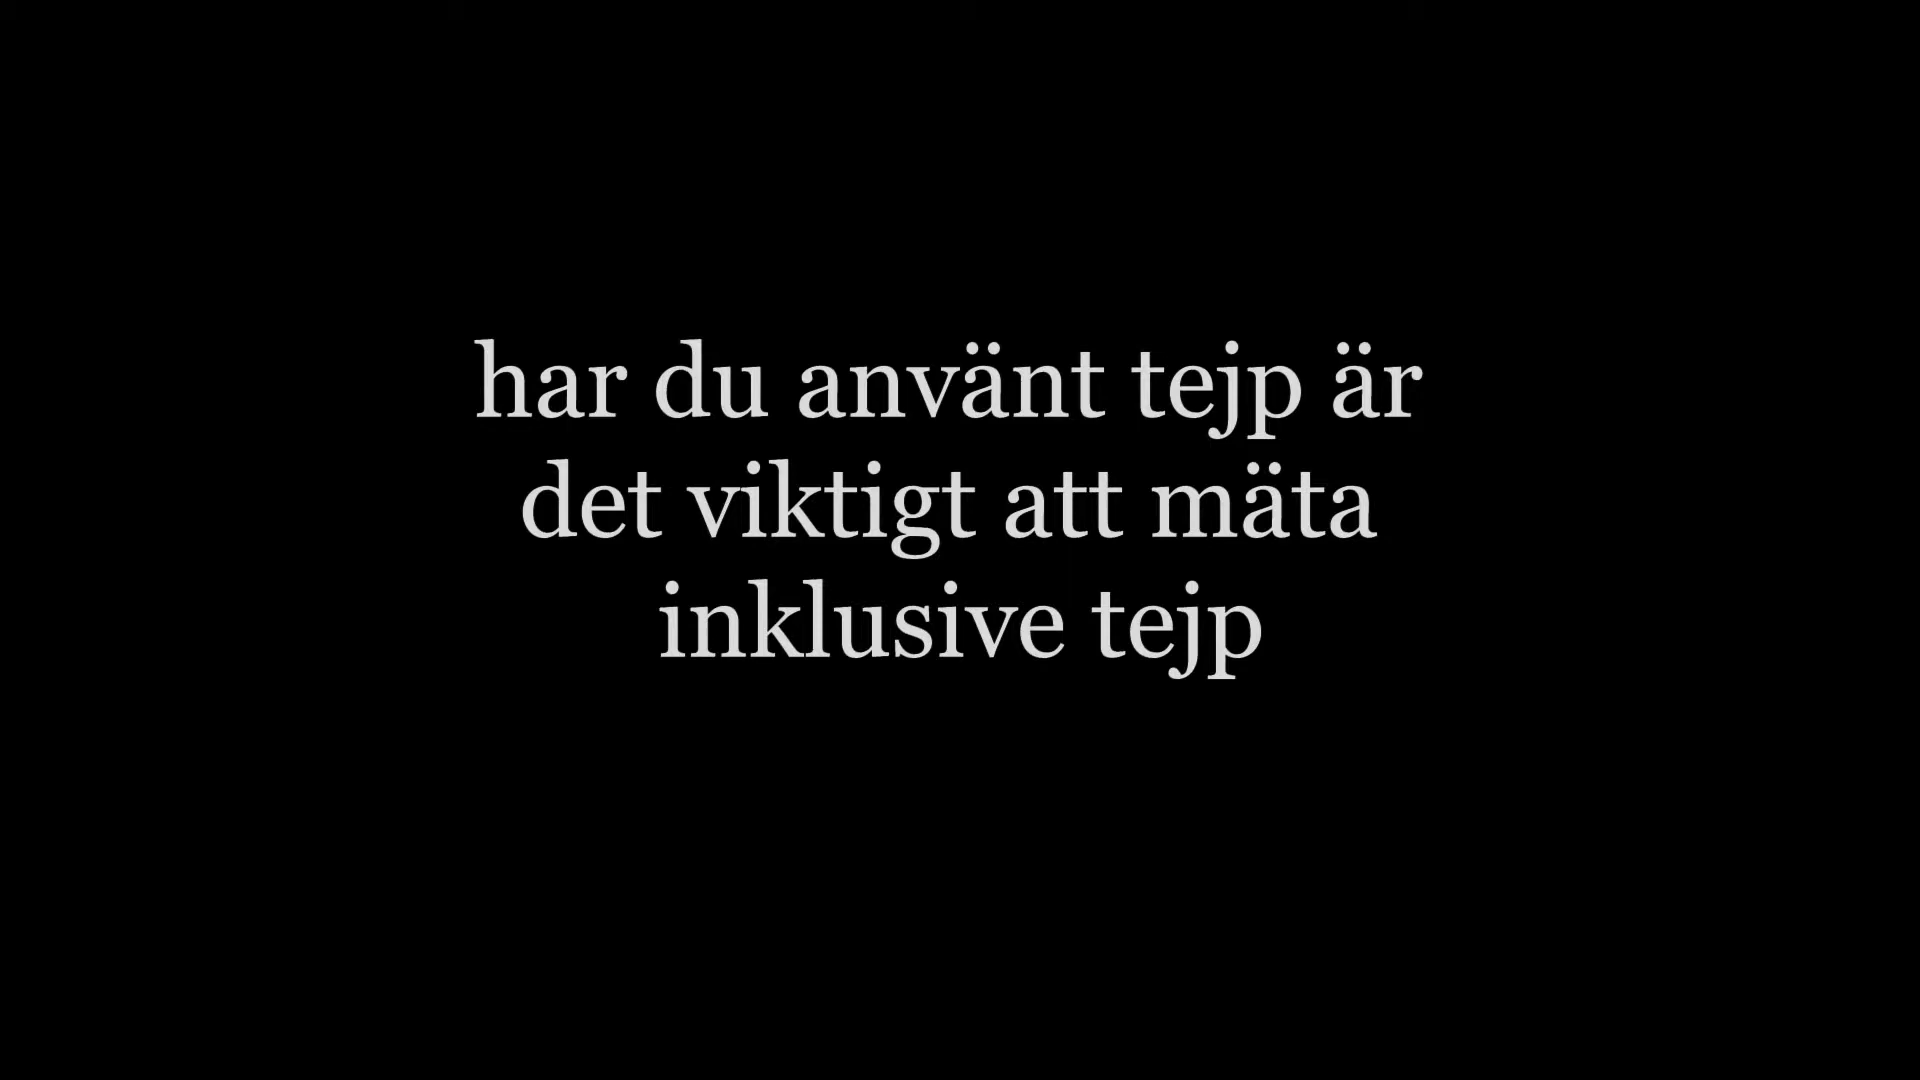 har du använt tejp är
det viktigt att mäta
inklusive tejp